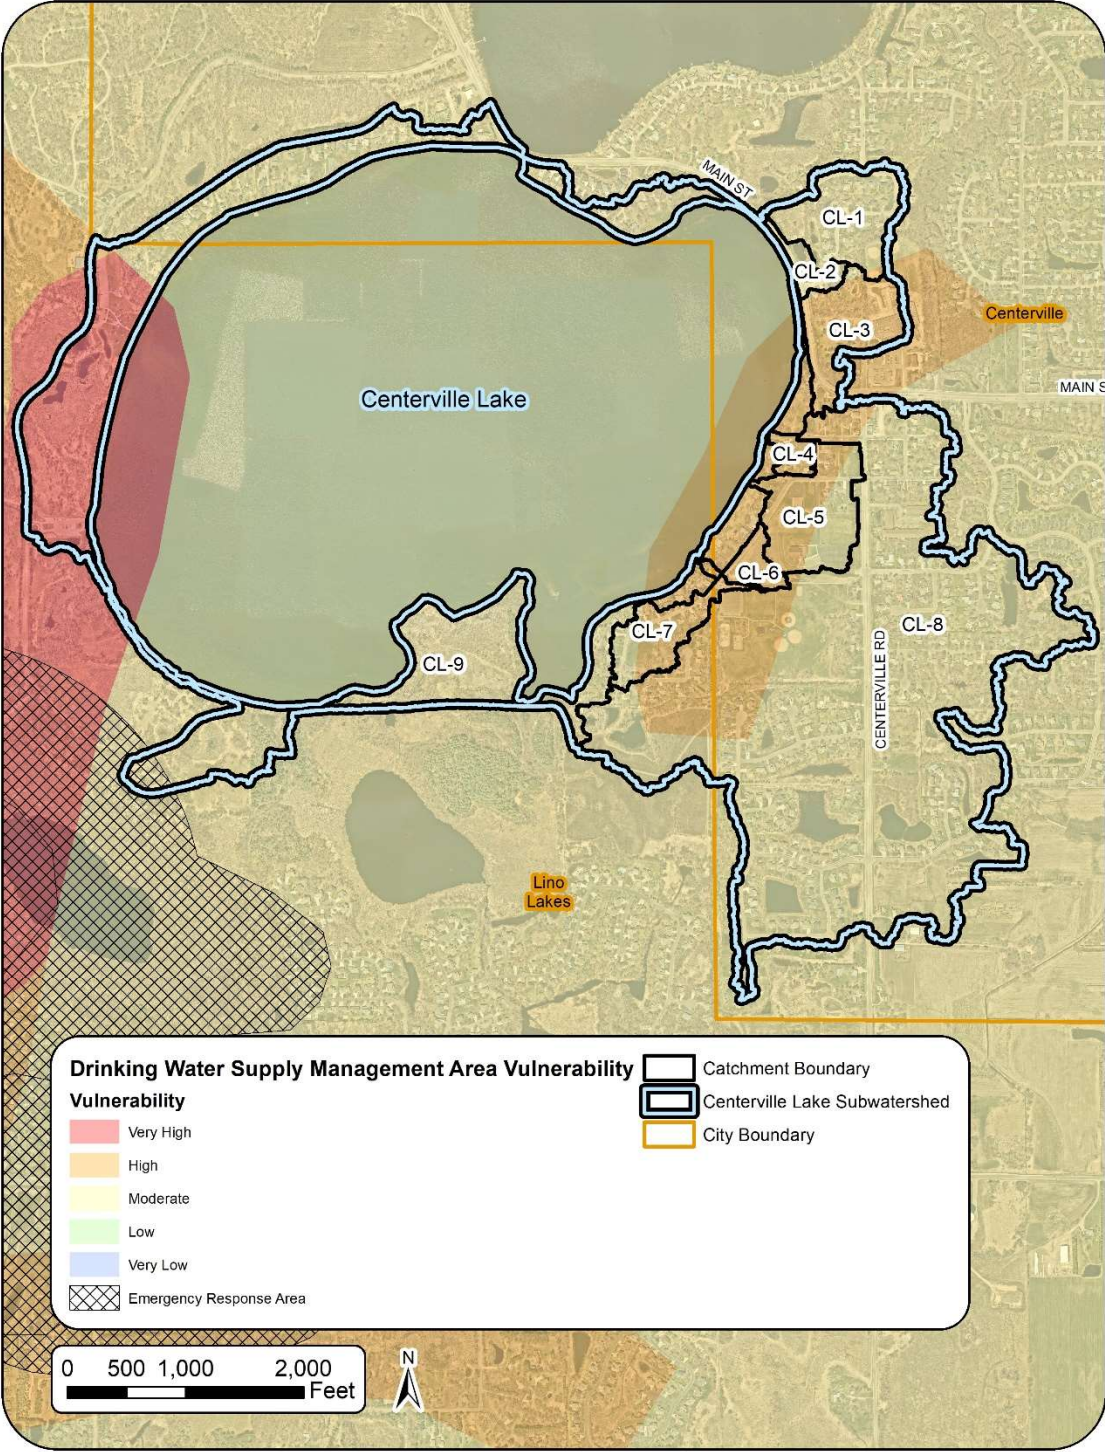 MAIN ST
CL-1
CL-2
Centerville
CL-3
MAIN S
Centerville Lake
CL-4
CL-5
CL-6
CL-7
CL-8
CL-9
CENTERVILLE RD
Lino
Lakes
Drinking Water Supply Management Area Vulnerability
Vulnerability
Very High
High
Moderate
Low
Very Low
Emergency Response Area
Catchment Boundary
Centerville Lake Subwatershed
City Boundary
0 500 1,000 2,000
Feet
N